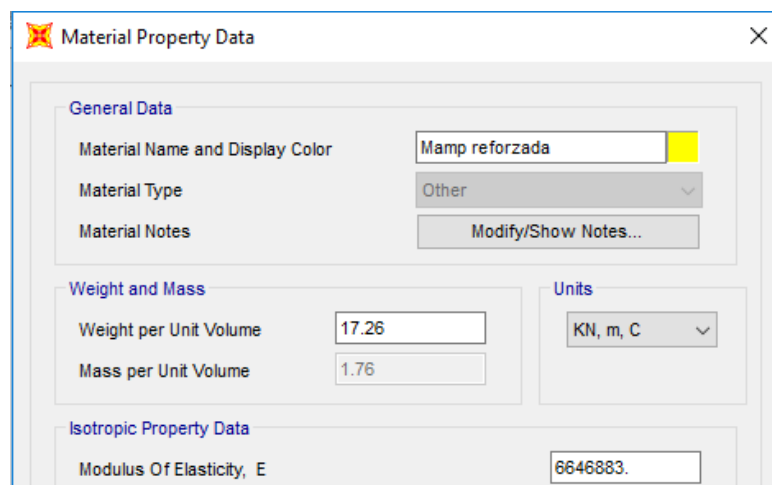 Material Property Data
General Data
Material Name and Display Color Mamp reforzada
Material Type Other
Material Notes Modify/Show Notes...
Weight and Mass Units
Weight per Unit Volume 17.26 KN, m, C
Mass per Unit Volume 1.76
Isotropic Property Data
Modulus Of Elasticity, E 6646883.